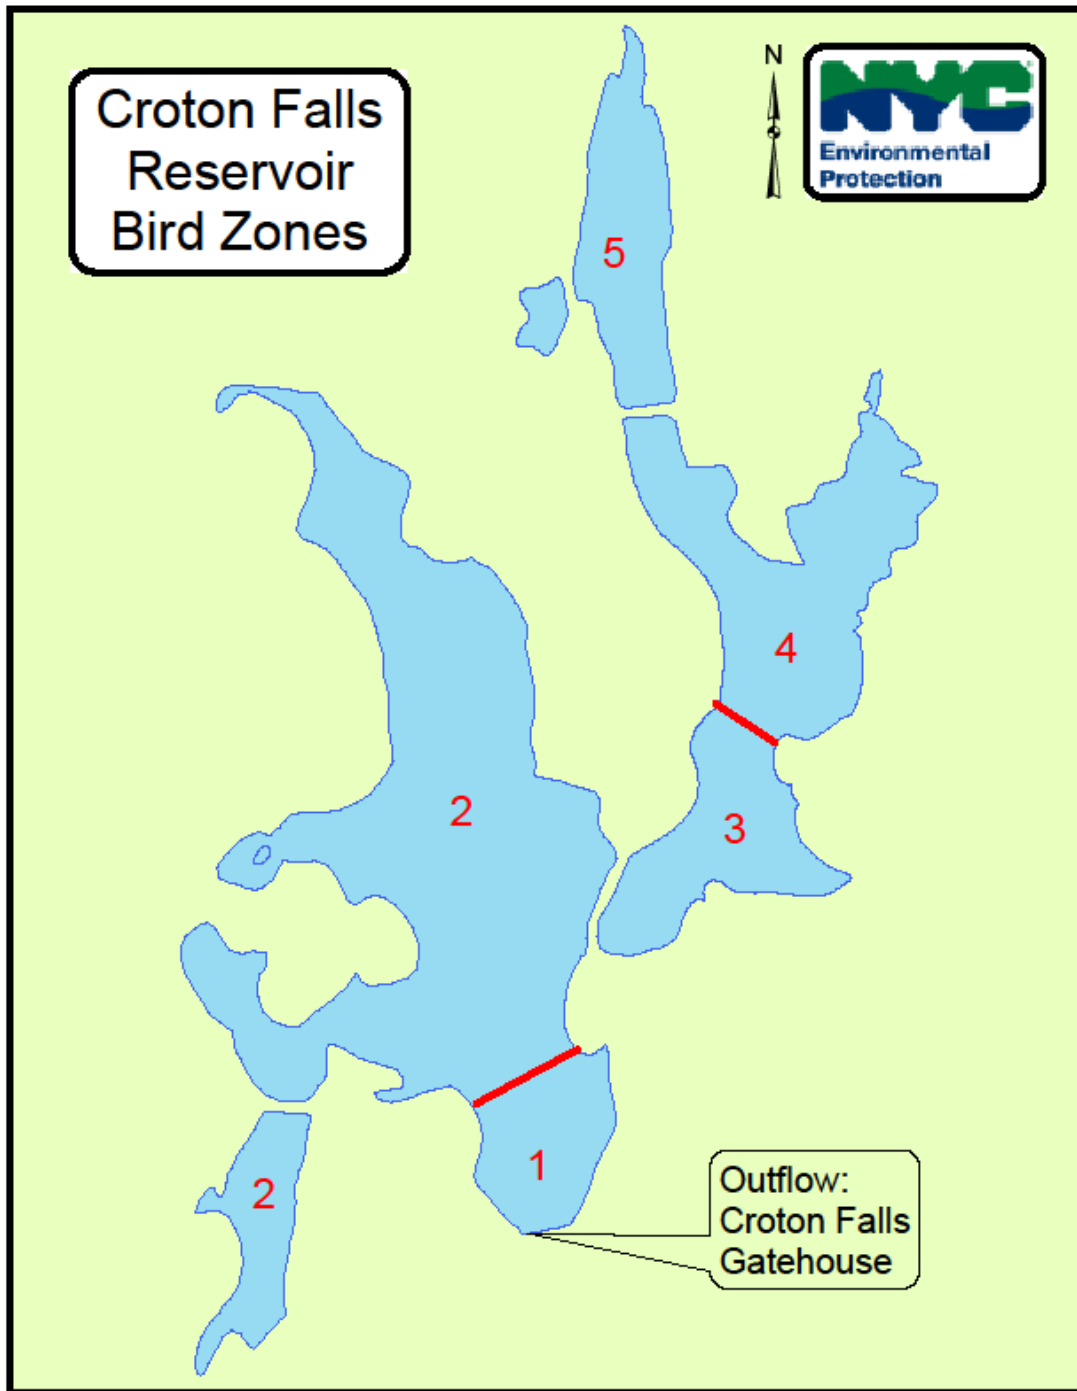 Croton Falls
Reservoir
Bird Zones
N
NYC
Environmental
Protection
5
4
2
3
1
2
Outflow:
Croton Falls
Gatehouse